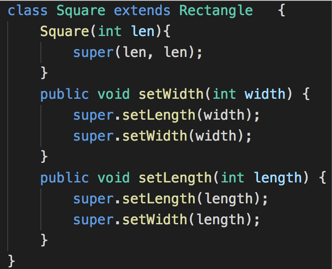 class Square extends Rectangle   {
    Square(int len){
        super(len, len);
    }
    public void setWidth(int width) {
        super.setLength(width);
        super.setWidth(width);
    }
    public void setLength(int length) {
        super.setLength(length);
        super.setWidth(length);
    }
}